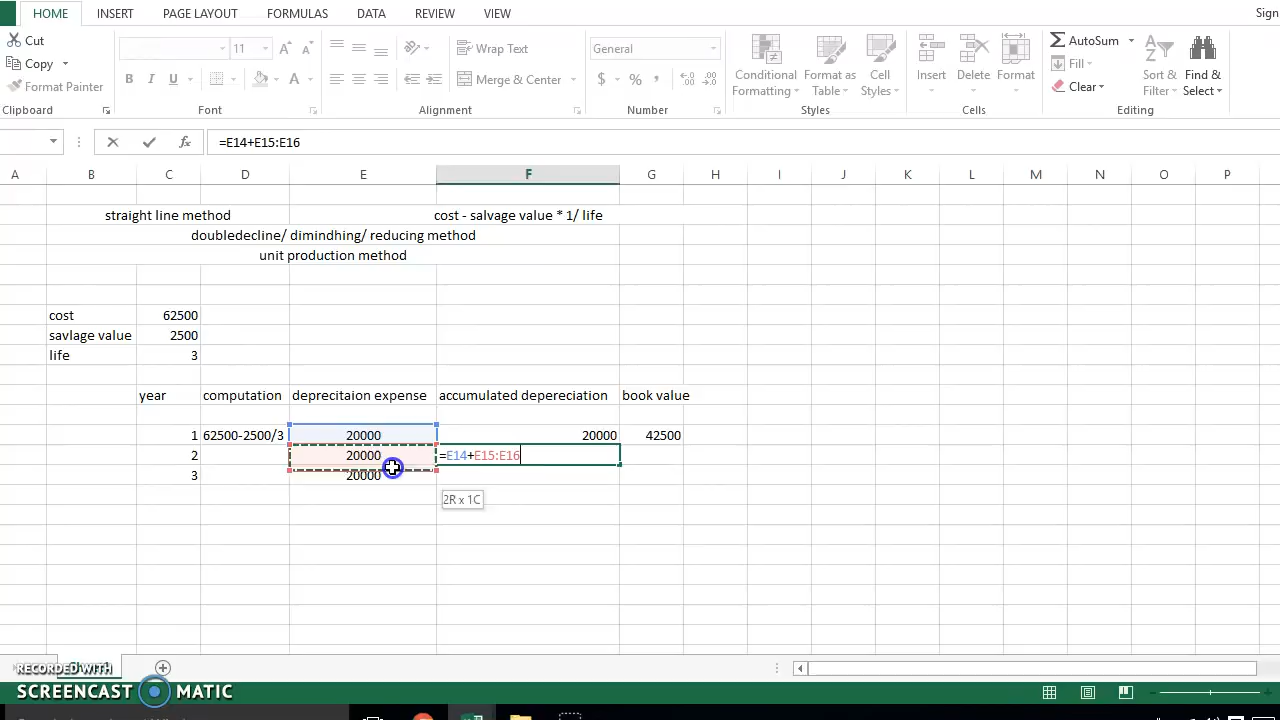 HOME INSERT PAGE LAYOUT FORMULAS DATA REVIEW VIEW Sign
Cut
Copy
Format Painter
11
B I U A
Wrap Text
Merge & Center
General
$ % ,
Conditional Formatting
Format as Table
Cell Styles
Insert Delete Format
AutoSum
Fill
Clear
Sort & Filter
Find & Select
Clipboard Font Alignment Number Styles Cells Editing
fx =E14+E15:E16
A B C D E F G H I J K L M N O P
straight line method cost - salvage value * 1/ life
doubledecline/ dimindhing/ reducing method
unit production method
cost 62500
savlage value 2500
life 3
year computation deprecitaion expense accumulated depereciation book value
1 62500-2500/3 20000 20000 42500
2 20000 =E14+E15:E16
3 20000
2R x 1C
RECORDED WITH
SCREENCAST MATIC